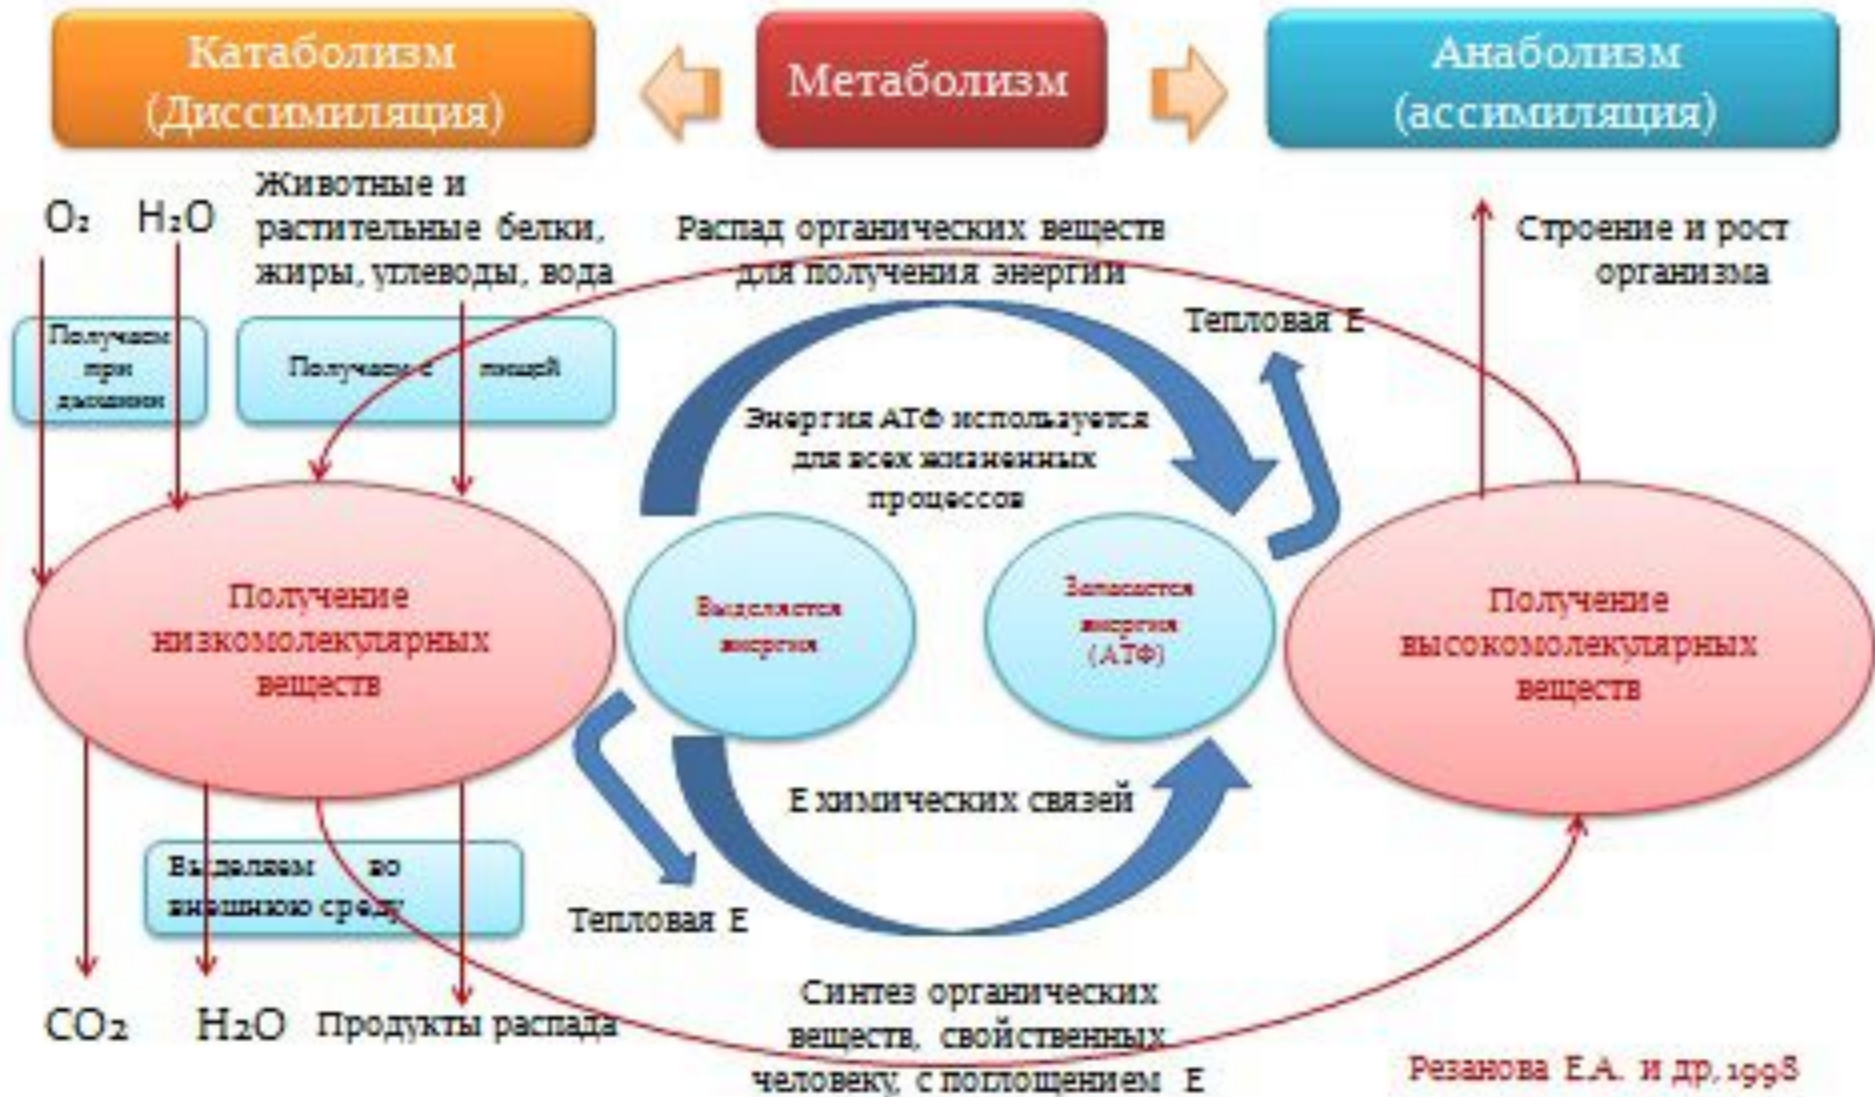 Катаболизм
(Диссимиляция)
Метаболизм
Анаболизм
(ассимиляция)
O₂
H₂O
Животные и
растительные белки,
жиры, углеводы, вода
Распад органических веществ
для получения энергии
Строение и рост
организма
Получаем
при
дыхании
Получаем с пищей
Тепловая Е
Энергия АТФ используется
для всех жизненных
процессов
Получение
низкомолекулярных
веществ
Выделяется
энергия
Запасается
энергия
(АТФ)
Получение
высокомолекулярных
веществ
Е химических связей
Выделяем во
внешнюю среду
Тепловая Е
CO2
H2O
Продукты распада
Синтез органических
веществ, свойственных
человеку, с поглощением Е
Резанова Е.А. и др, 1998